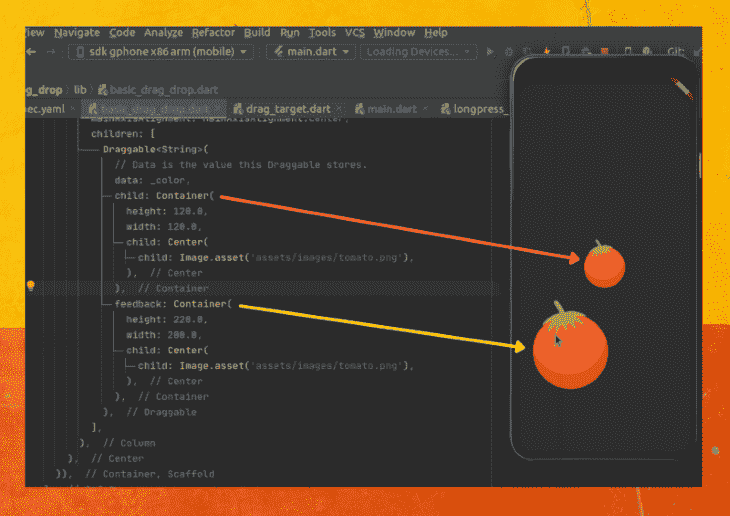 iew Navigate Code Analyze Refactor Build Run Tools VCS Window Help
sdk gphone x86 arm (mobile) main.dart Loading Devices... Git:
g_drop lib basic_drag_drop.dart
ec.yaml basic_drag_drop.dart drag_target.dart main.dart longpress_
mainAxisAlignment: MainAxisAlignment.center,
children: [
Draggable<String>(
// Data is the value this Draggable stores.
data: _color,
child: Container(
height: 120.0,
width: 120.0,
child: Center(
child: Image.asset('assets/images/tomato.png'),
), // Center
), // Container
feedback: Container(
height: 220.0,
width: 200.0,
child: Center(
child: Image.asset('assets/images/tomato.png'),
), // Center
), // Container
), // Draggable
],
), // Column
), // Center
)), // Container, Scaffold